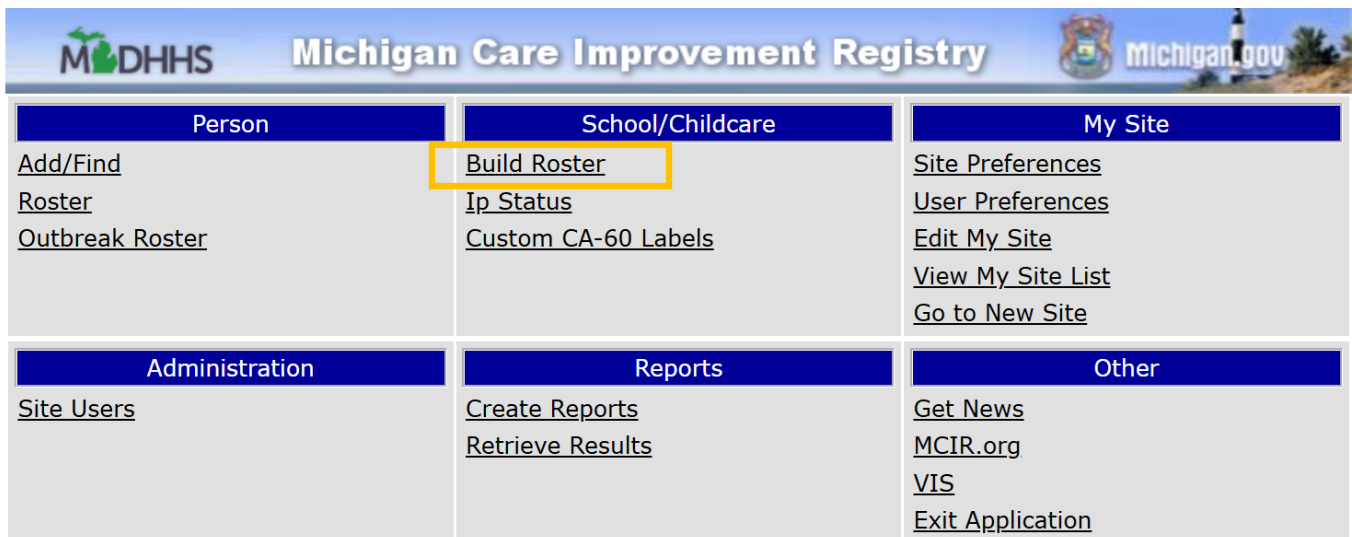 MDHHS Michigan Care Improvement Registry Michigan.gov
Person
Add/Find
Roster
Outbreak Roster
School/Childcare
Build Roster
Ip Status
Custom CA-60 Labels
My Site
Site Preferences
User Preferences
Edit My Site
View My Site List
Go to New Site
Administration
Site Users
Reports
Create Reports
Retrieve Results
Other
Get News
MCIR.org
VIS
Exit Application